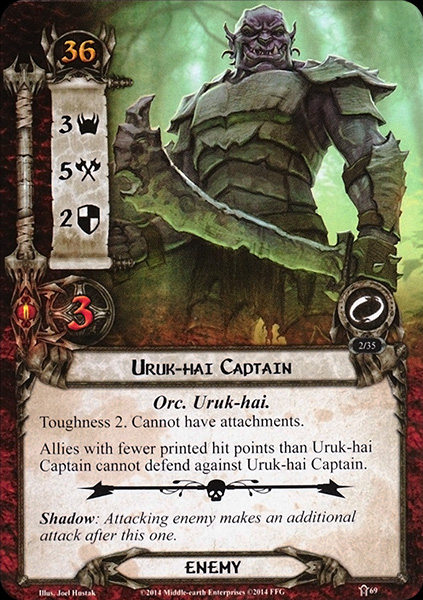 36
3
5
2
3
2/35
Uruk-hai Captain
Orc. Uruk-hai.
Toughness 2. Cannot have attachments.
Allies with fewer printed hit points than Uruk-hai
Captain cannot defend against Uruk-hai Captain.
Shadow: Attacking enemy makes an additional
attack after this one.
ENEMY
Illus. Joel Hustak
©2014 Middle-earth Enterprises ©2014 FFG
69